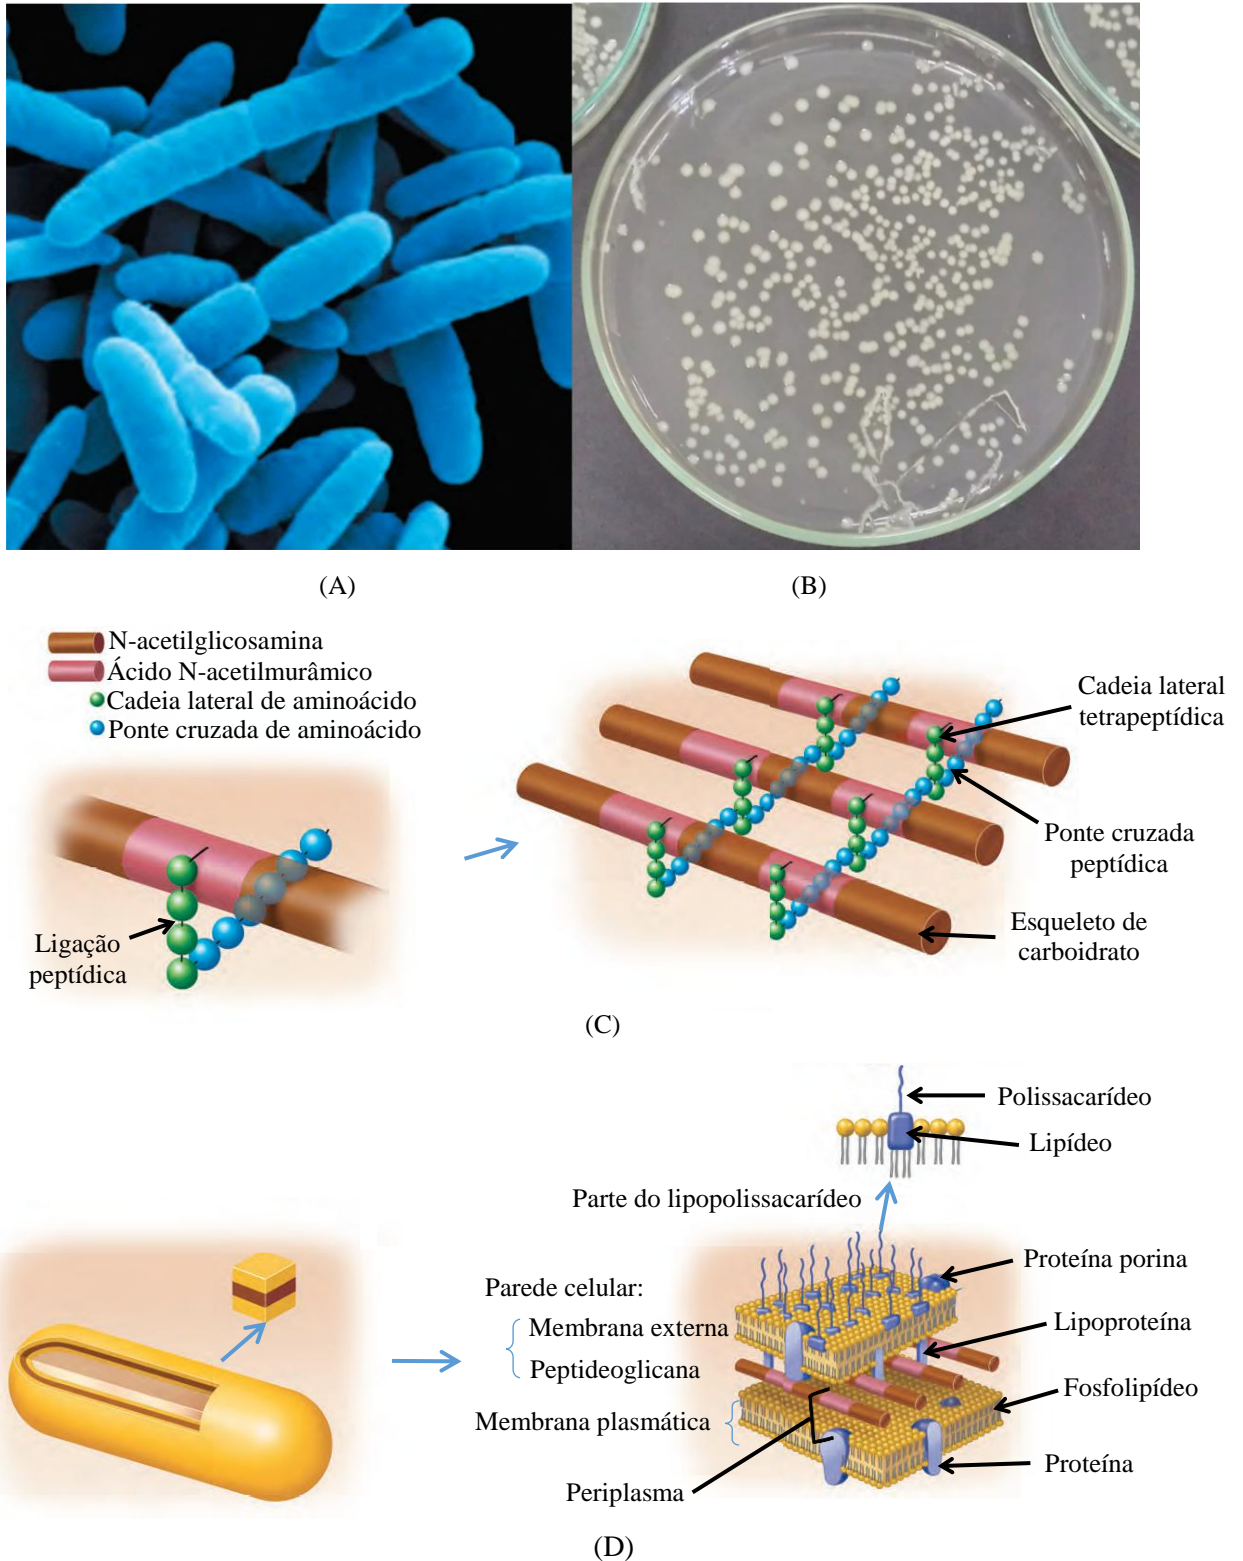 (A)
(B)
N-acetilglicosamina
Ácido N-acetilmurâmico
Cadeia lateral de aminoácido
Ponte cruzada de aminoácido
Cadeia lateral
tetrapeptídica
Ponte cruzada
peptídica
Ligação
peptídica
Esqueleto de
carboidrato
(C)
Polissacarídeo
Lipídeo
Parte do lipopolissacarídeo
Proteína porina
Parede celular:
Membrana externa
Lipoproteína
Peptideoglicana
Fosfolipídeo
Membrana plasmática
Proteína
Periplasma
(D)